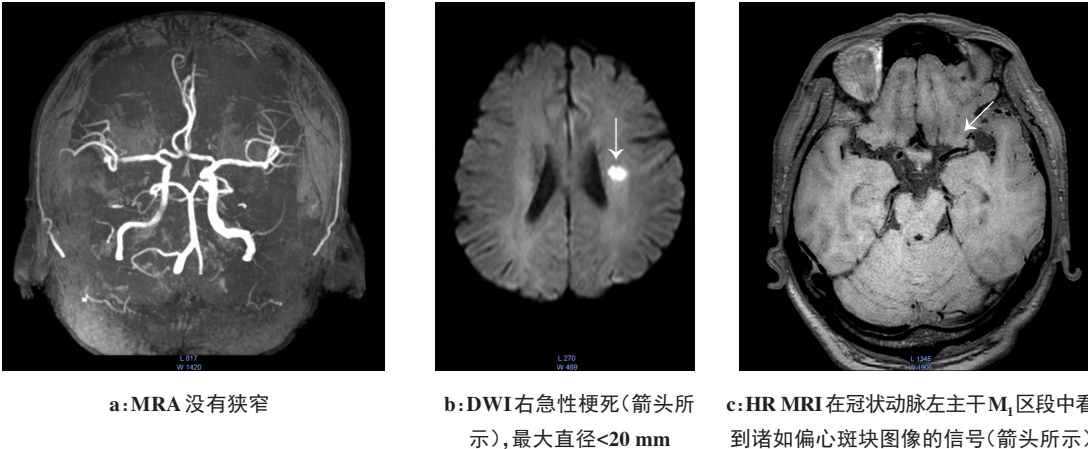 L 817
W 1420
L 270
W 469
L 1345
W 1906
a:MRA 没有狭窄
b:DWI右急性梗死(箭头所
示),最大直径<20 mm
c:HR MRI在冠状动脉左主干M₁区段中看
到诸如偏心斑块图像的信号(箭头所示)